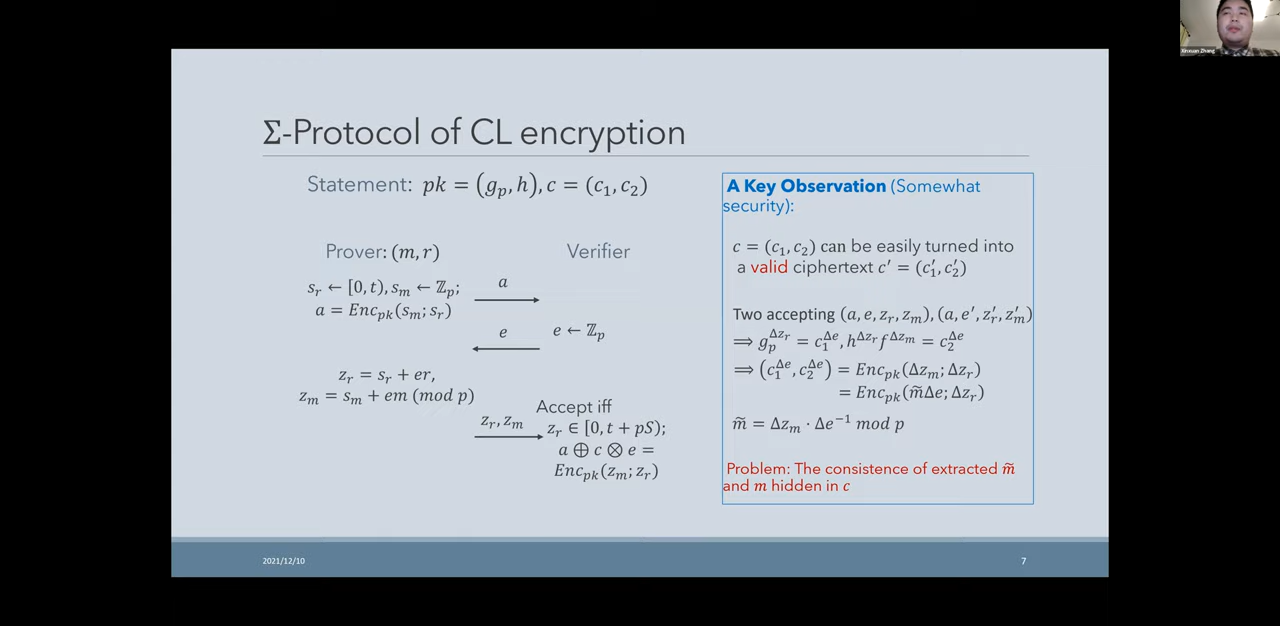 Xinxuan Zhang
Σ-Protocol of CL encryption
Statement: pk = (g_p, h), c = (c_1, c_2)
Prover: (m, r)
Verifier
s_r ← [0, t), s_m ← ℤ_p;
a = Enc_pk(s_m; s_r)
a
e
e ← ℤ_p
z_r = s_r + er,
z_m = s_m + em (mod p)
z_r, z_m
Accept iff
z_r ∈ [0, t + pS);
a ⊕ c ⊗ e =
Enc_pk(z_m; z_r)
A Key Observation (Somewhat
security):
c = (c_1, c_2) can be easily turned into
a valid ciphertext c′ = (c′_1, c′_2)
Two accepting (a, e, z_r, z_m), (a, e′, z′_r, z′_m)
⟹ g_p^{Δz_r} = c_1^{Δe}, h^{Δz_r} f^{Δz_m} = c_2^{Δe}
⟹ (c_1^{Δe}, c_2^{Δe}) = Enc_pk(Δz_m; Δz_r)
= Enc_pk(m̃Δe; Δz_r)
m̃ = Δz_m · Δe^{-1} mod p
Problem: The consistence of extracted m̃
and m hidden in c
2021/12/10
7